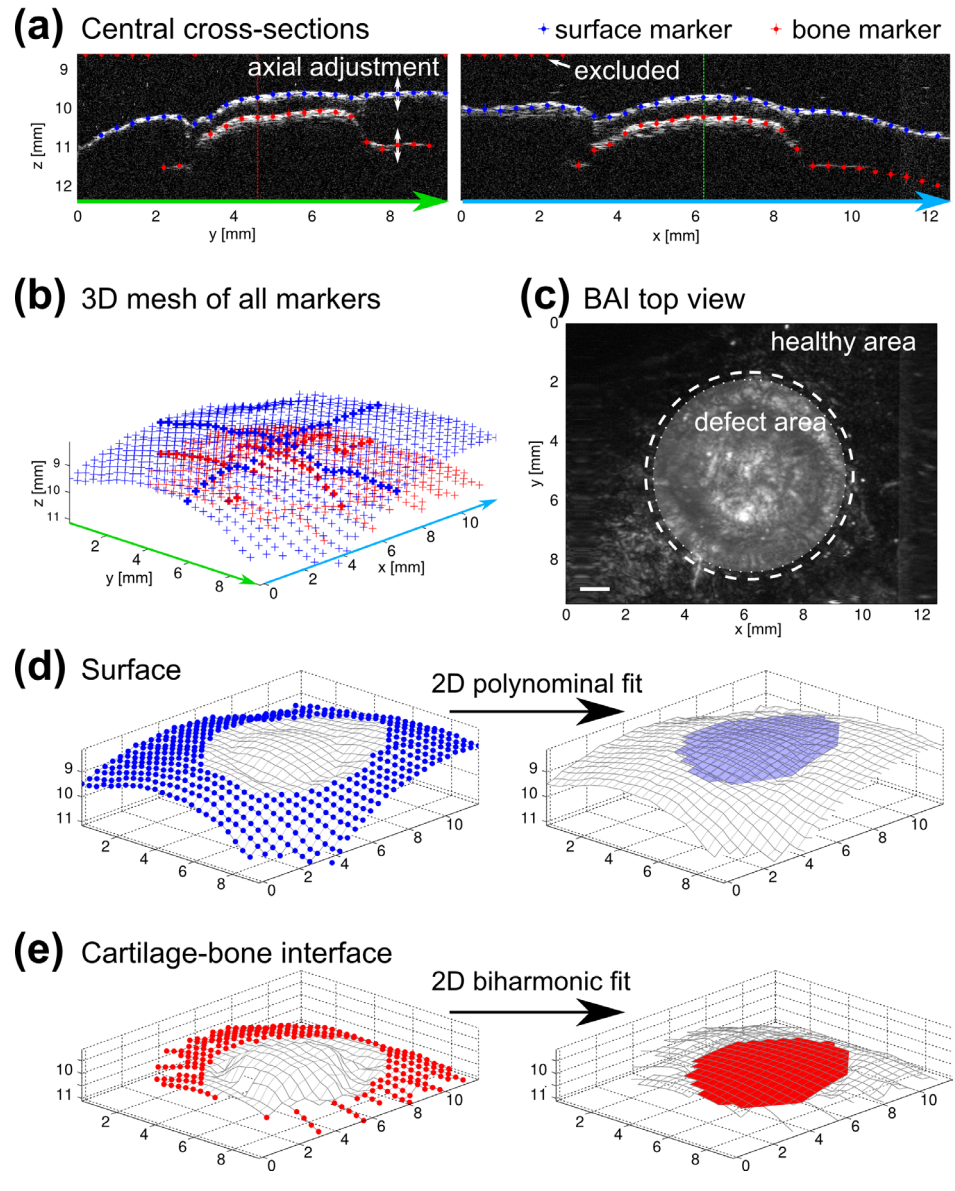 (a) Central cross-sections
surface marker
bone marker
axial adjustment
excluded
9
10
11
12
z [mm]
0 2 4 6 8
y [mm]
0 2 4 6 8 10 12
x [mm]
(b) 3D mesh of all markers
9
10
11
z [mm]
2 4 6 8
y [mm]
0 2 4 6 8 10
x [mm]
(c) BAI top view
healthy area
defect area
0
2
4
6
8
y [mm]
0 2 4 6 8 10 12
x [mm]
(d) Surface
2D polynominal fit
9
10
11
2 4 6 8
0 2 4 6 8 10
9
10
11
2 4 6 8
0 2 4 6 8 10
(e) Cartilage-bone interface
2D biharmonic fit
10
11
2 4 6 8
0 2 4 6 8 10
10
11
2 4 6 8
0 2 4 6 8 10